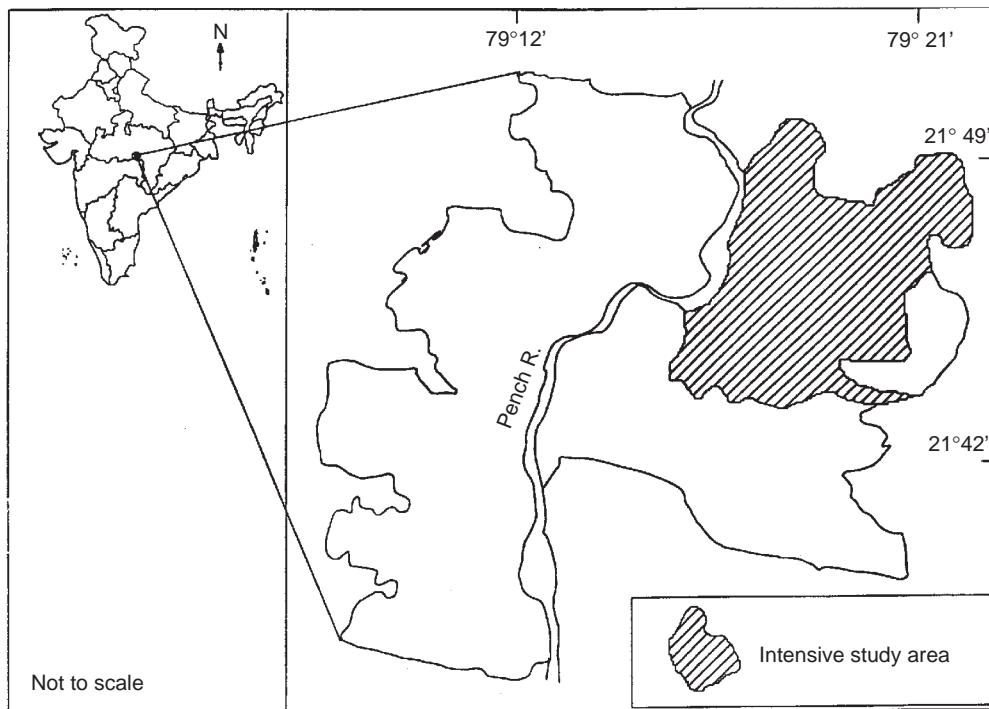 79°12’
79° 21’
N
21° 49’
Pench R.
21°42’
Intensive study area
Not to scale